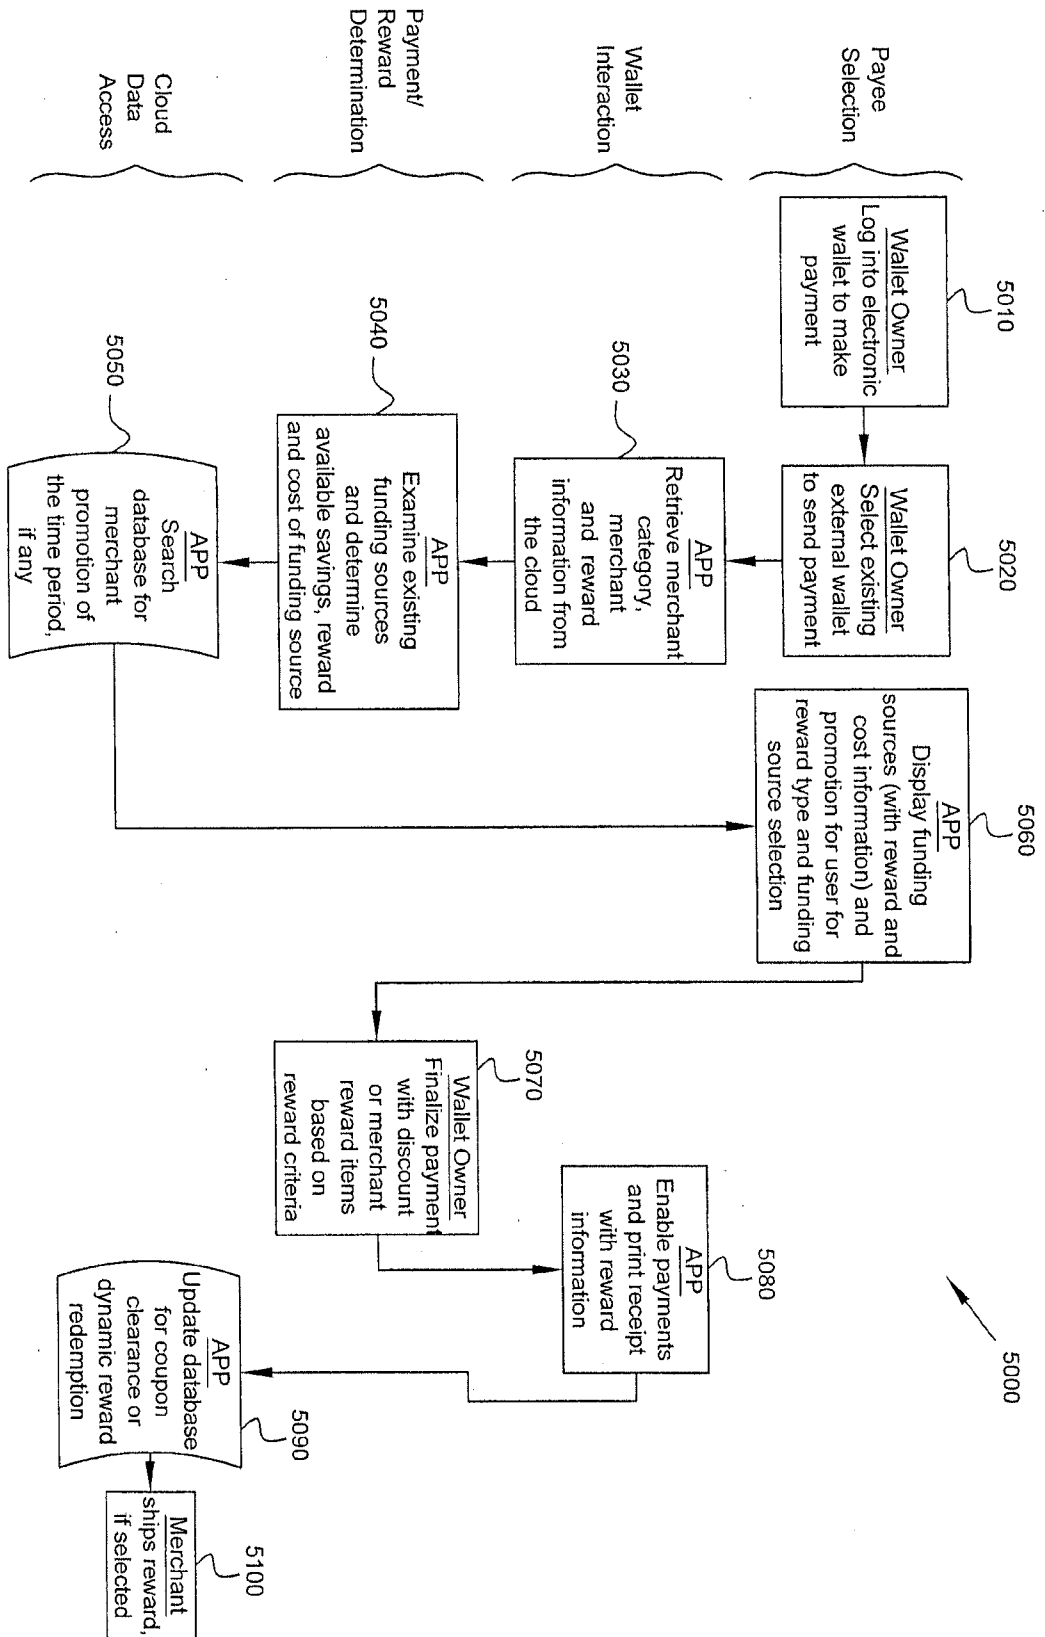 5000
Payee
Selection
Wallet
Interaction
Payment/
Reward
Determination
Cloud
Data
Access
5010
Wallet Owner
Log into electronic
wallet to make
payment
5020
Wallet Owner
Select existing
external wallet
to send payment
5030
APP
Retrieve merchant
category,
merchant
and reward
information from
the cloud
5040
APP
Examine existing
funding sources
and determine
available savings, reward
and cost of funding source
5050
APP
Search
database for
merchant
promotion of
the time period,
if any
5060
APP
Display funding
sources (with reward and
cost information) and
promotion for user for
reward type and funding
source selection
5070
Wallet Owner
Finalize payment
with discount
or merchant
reward items
based on
reward criteria
5080
APP
Enable payments
and print receipt
with reward
information
5090
APP
Update database
for coupon
clearance or
dynamic reward
redemption
5100
Merchant
ships reward,
if selected